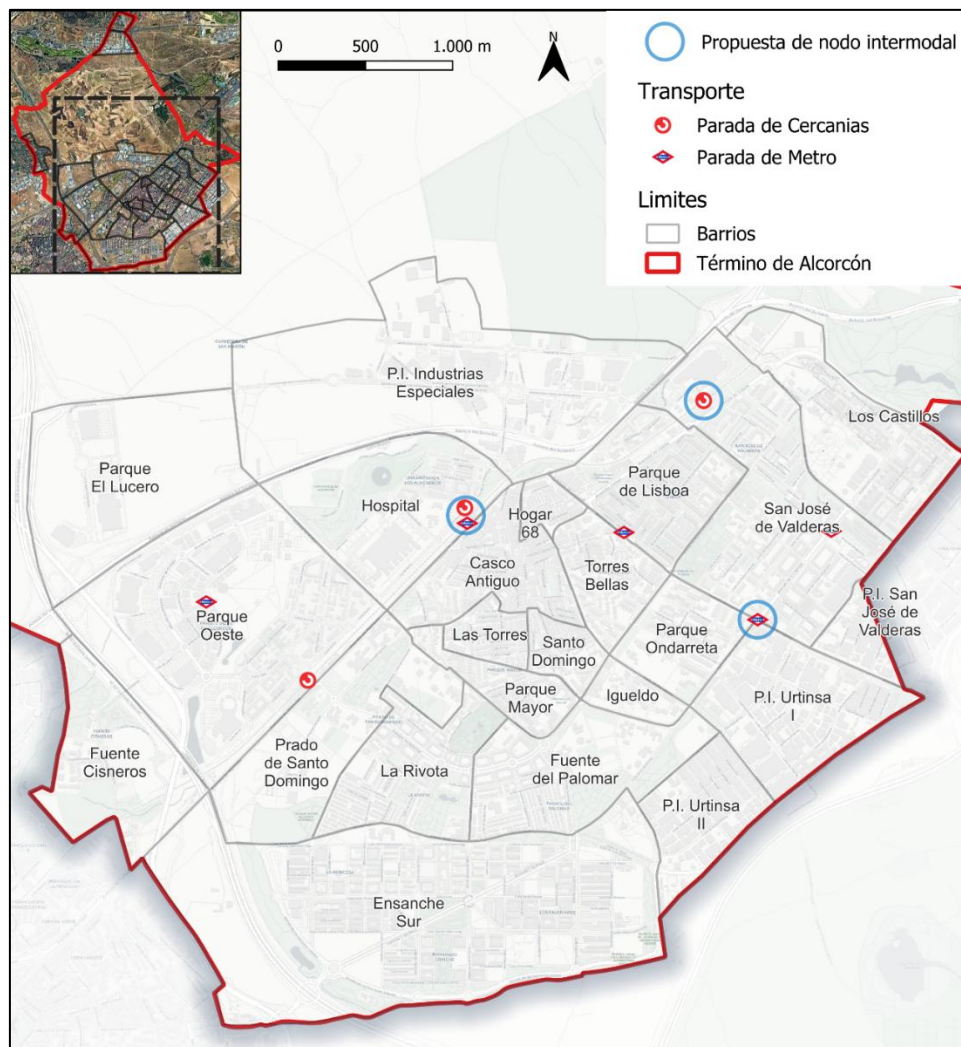 0 500 1.000 m
N
Propuesta de nodo intermodal
Transporte
Parada de Cercanias
Parada de Metro
Limites
Barrios
Término de Alcorcón
P.I. Industrias
Especiales
Los Castillos
Parque
El Lucero
Hospital
Hogar
68
Parque
de Lisboa
San José
de Valderas
Casco
Antiguo
Torres
Bellas
P.I. San
José de
Valderas
Parque
Oeste
Las Torres
Santo
Domingo
Parque
Ondarreta
Parque
Mayor
Igueldo
P.I. Urtinsa
I
Fuente
Cisneros
Prado
de Santo
Domingo
La Rivota
Fuente
del Palomar
P.I. Urtinsa
II
Ensanche
Sur